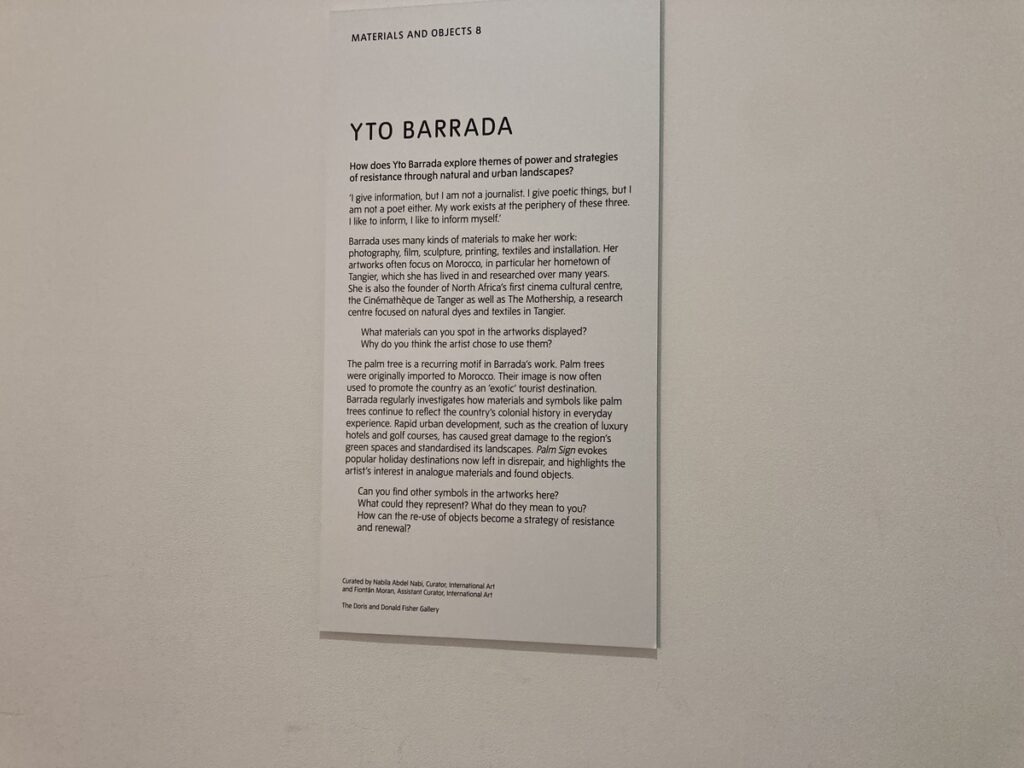 MATERIALS AND OBJECTS 8
YTO BARRADA
How does Yto Barrada explore themes of power and strategies
of resistance through natural and urban landscapes?
'I give information, but I am not a journalist. I give poetic things, but I
am not a poet either. My work exists at the periphery of these three.
I like to inform, I like to inform myself.'
Barrada uses many kinds of materials to make her work:
photography, film, sculpture, printing, textiles and installation. Her
artworks often focus on Morocco, in particular her hometown of
Tangier, which she has lived in and researched over many years.
She is also the founder of North Africa's first cinema cultural centre,
the Cinémathèque de Tanger as well as The Mothership, a research
centre focused on natural dyes and textiles in Tangier.
What materials can you spot in the artworks displayed?
Why do you think the artist chose to use them?
The palm tree is a recurring motif in Barrada's work. Palm trees
were originally imported to Morocco. Their image is now often
used to promote the country as an 'exotic' tourist destination.
Barrada regularly investigates how materials and symbols like palm
trees continue to reflect the country's colonial history in everyday
experience. Rapid urban development, such as the creation of luxury
hotels and golf courses, has caused great damage to the region's
green spaces and standardised its landscapes. Palm Sign evokes
popular holiday destinations now left in disrepair, and highlights the
artist's interest in analogue materials and found objects.
Can you find other symbols in the artworks here?
What could they represent? What do they mean to you?
How can the re-use of objects become a strategy of resistance
and renewal?
Curated by Nabila Abdel Nabi, Curator, International Art
and Fiontán Moran, Assistant Curator, International Art
The Doris and Donald Fisher Gallery